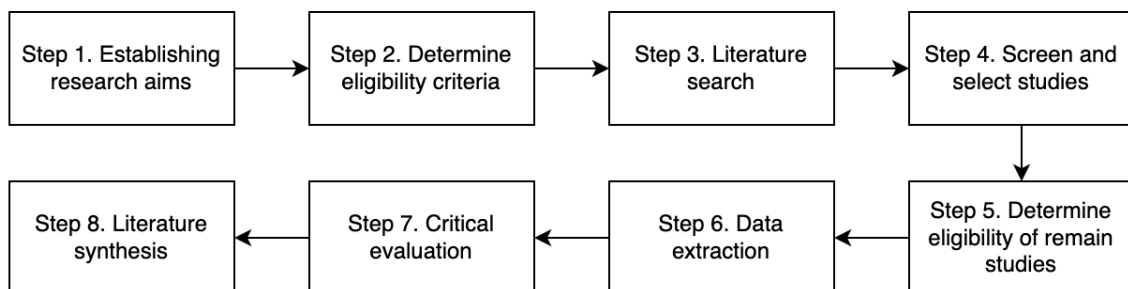 Step 1. Establishing
research aims
Step 2. Determine
eligibility criteria
Step 3. Literature
search
Step 4. Screen and
select studies
Step 5. Determine
eligibility of remain
studies
Step 6. Data
extraction
Step 7. Critical
evaluation
Step 8. Literature
synthesis